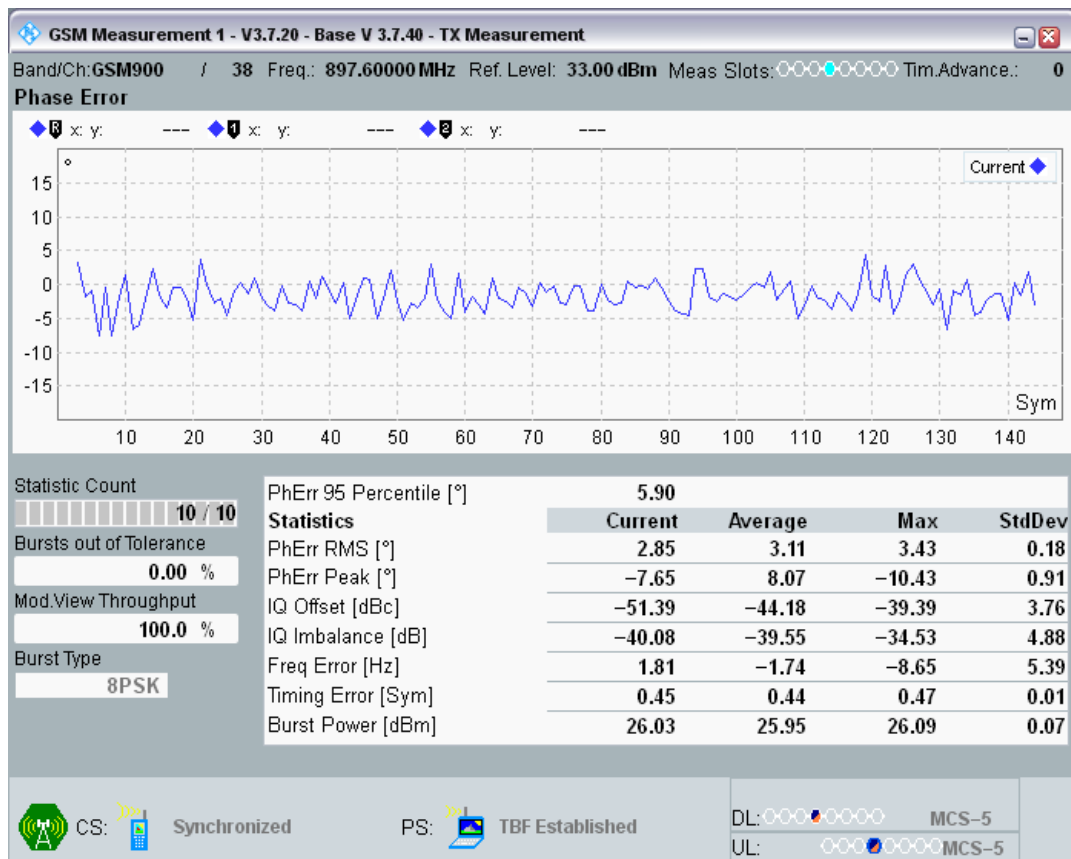 GSM Measurement 1 - V3.7.20 - Base V 3.7.40 - TX Measurement
Band/Ch:GSM900 / 38 Freq.: 897.60000 MHz Ref. Level: 33.00 dBm Meas Slots: Tim.Advance.: 0
Phase Error
R x: y: --- 1 x: y: --- 2 x: y: ---
°
Current
15
10
5
0
-5
-10
-15
Sym
10 20 30 40 50 60 70 80 90 100 110 120 130 140
Statistic Count
10 / 10
Bursts out of Tolerance
0.00 %
Mod.View Throughput
100.0 %
Burst Type
8PSK
PhErr 95 Percentile [°] 5.90
Statistics Current Average Max StdDev
PhErr RMS [°] 2.85 3.11 3.43 0.18
PhErr Peak [°] −7.65 8.07 −10.43 0.91
IQ Offset [dBc] −51.39 −44.18 −39.39 3.76
IQ Imbalance [dB] −40.08 −39.55 −34.53 4.88
Freq Error [Hz] 1.81 −1.74 −8.65 5.39
Timing Error [Sym] 0.45 0.44 0.47 0.01
Burst Power [dBm] 26.03 25.95 26.09 0.07
CS: Synchronized PS: TBF Established
DL: MCS−5
UL: MCS−5